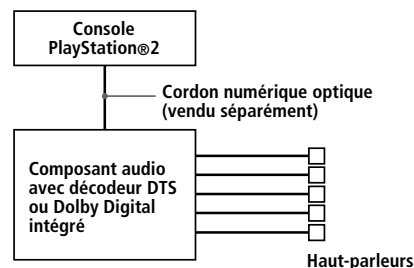 Console
PlayStation®2
Cordon numérique optique
(vendu séparément)
Composant audio
avec décodeur DTS
ou Dolby Digital
intégré
Haut-parleurs